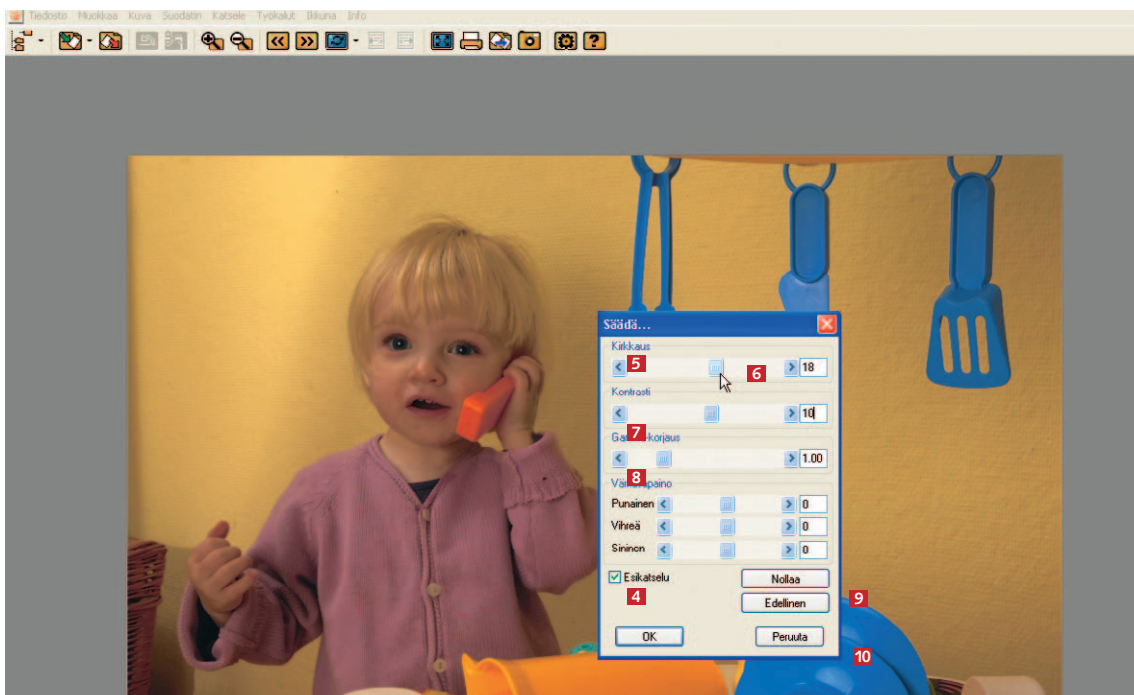 Tiedosto Muokkaa Kuva Suodatin Katsele Työkalut Ikkuna Info
Säädä...
Kirkkaus
5
6
18
Kontrasti
10
7
korjaus
1.00
8
Punainen 0
Vihreä 0
Sininen 0
Esikatselu
4
Nollaa
Edellinen
9
OK
Peruuta
10